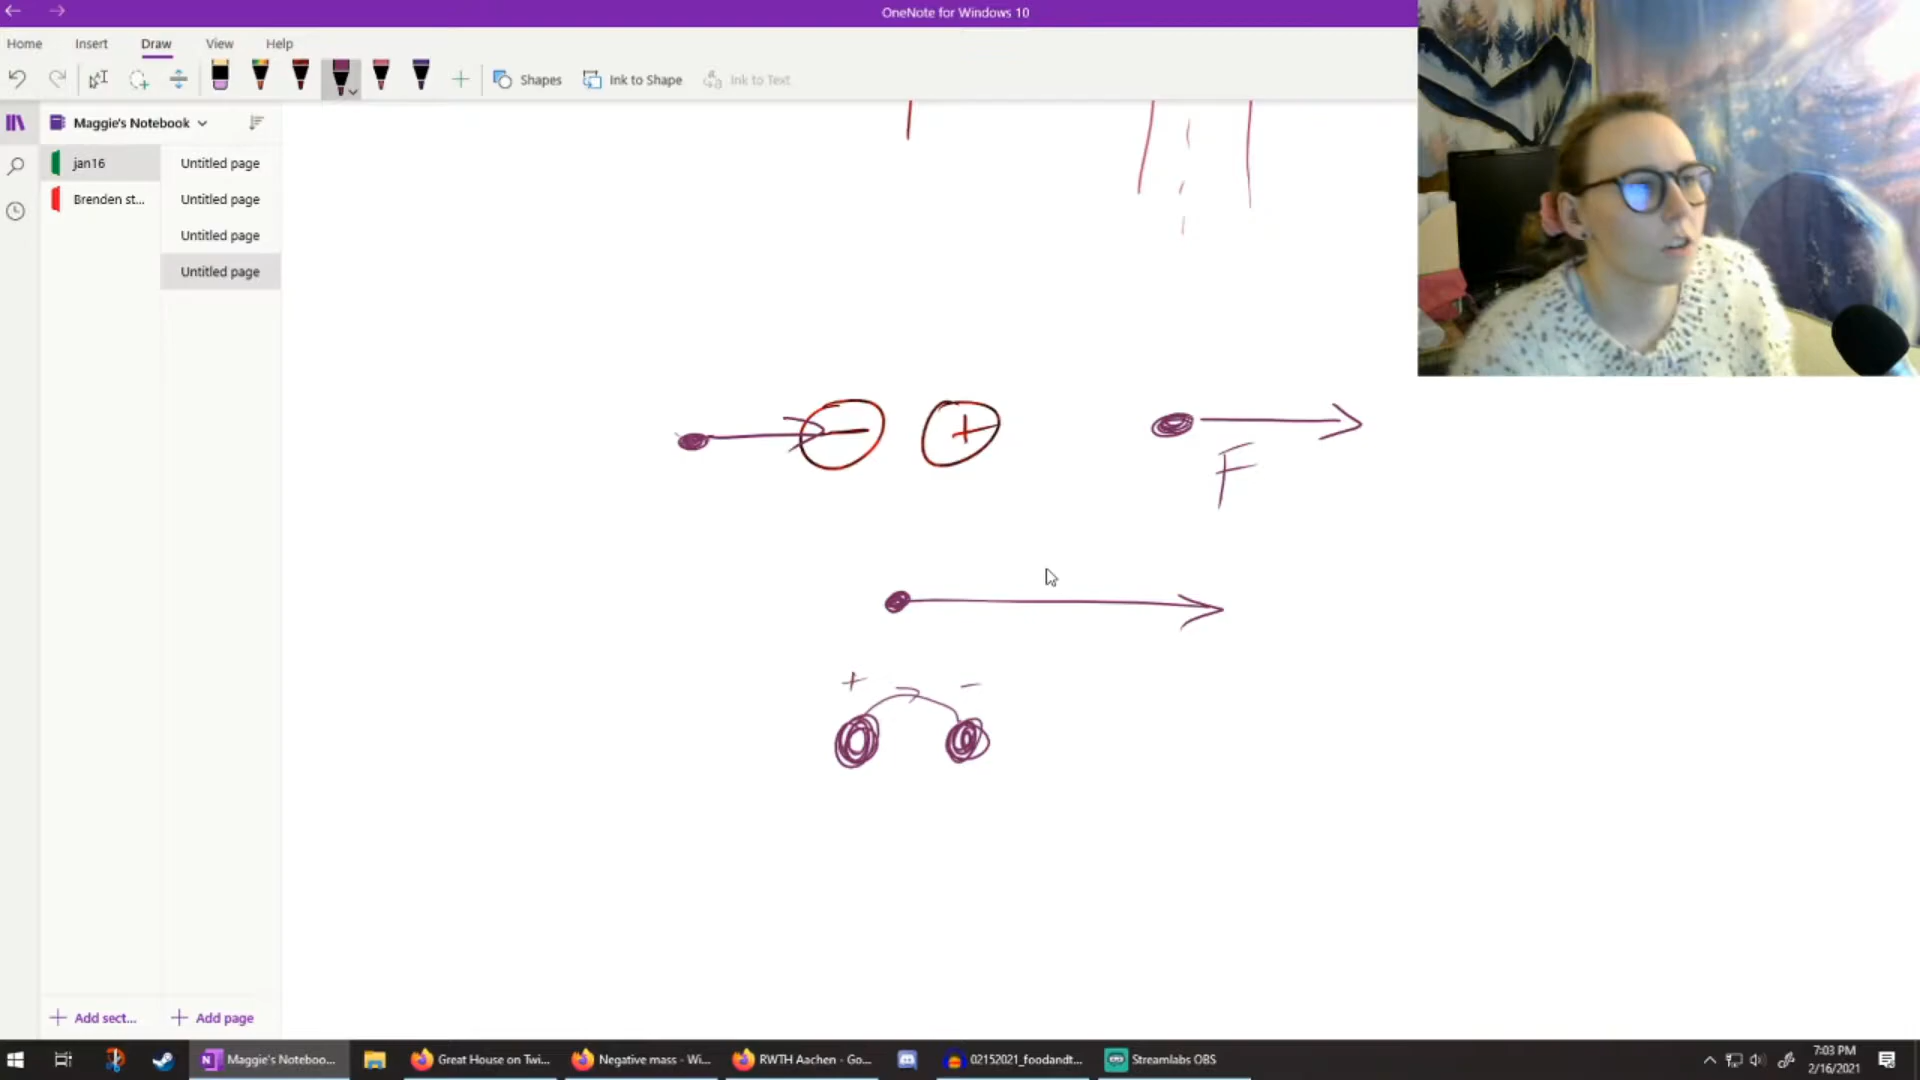 OneNote for Windows 10
Home Insert Draw View Help
Shapes Ink to Shape Ink to Text
Maggie's Notebook
jan16 Untitled page
Brenden st... Untitled page
Untitled page
Untitled page
− + F
+ −
Add sect... Add page
Maggie's Noteboo... Great House on Twi... Negative mass - Wi... RWTH Aachen - Go... 02152021_foodandt... Streamlabs OBS
7:03 PM
2/16/2021